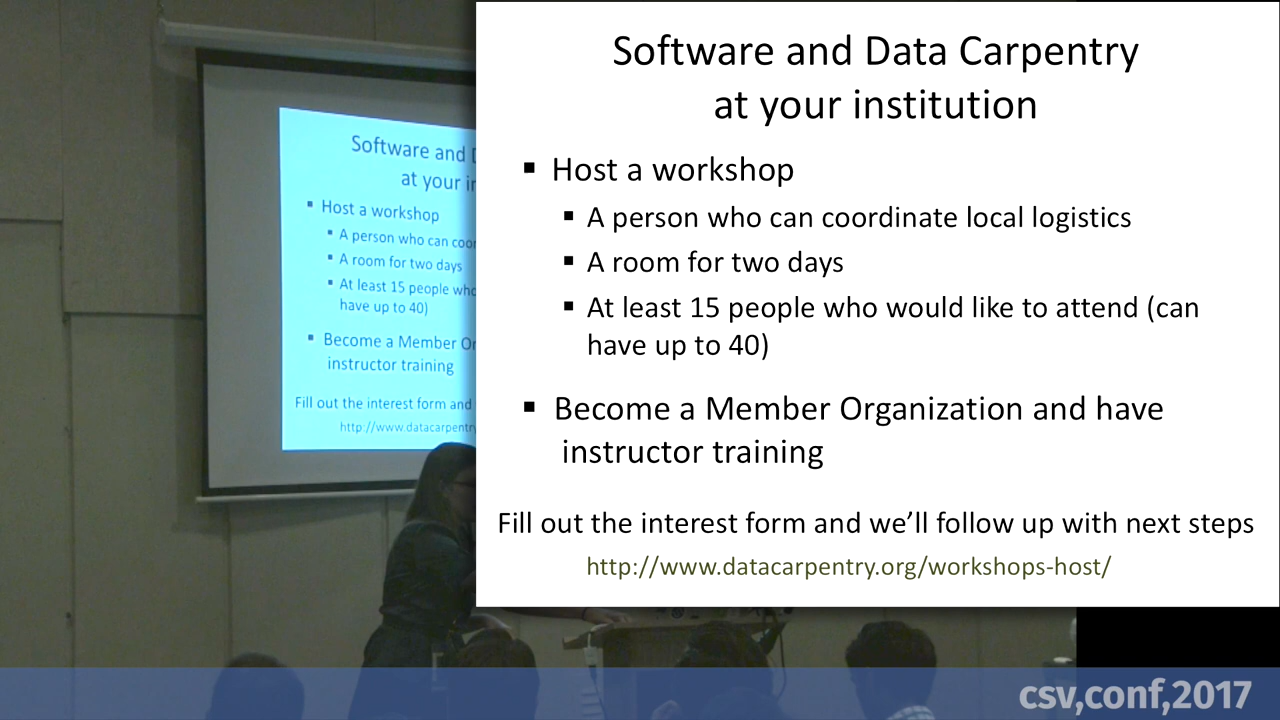 Software and Data Carpentry
at your institution
▪ Host a workshop
▪ A person who can coordinate local logistics
▪ A room for two days
▪ At least 15 people who would like to attend (can
have up to 40)
▪ Become a Member Organization and have
instructor training
Fill out the interest form and we’ll follow up with next steps
http://www.datacarpentry.org/workshops-host/
Software and
at your
▪ Host a workshop
▪ A person who can
▪ A room for two days
▪ At least 15 people who
have up to 40)
▪ Become a Member
instructor training
Fill out the interest form and
http://www.datacarpentry
csv,conf,2017